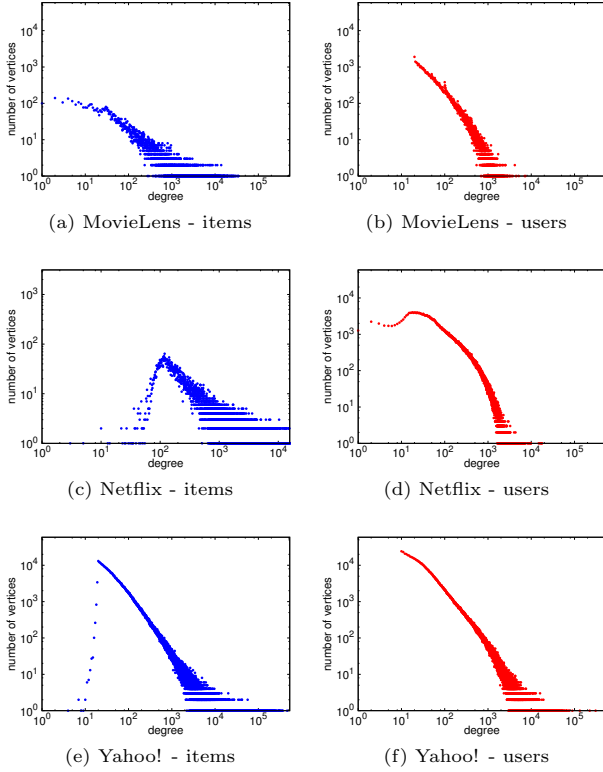 number of vertices
10^4
10^3
10^2
10^1
10^0
10^0 10^1 10^2 10^3 10^4 10^5
degree
(a) MovieLens - items
number of vertices
10^4
10^3
10^2
10^1
10^0
10^0 10^1 10^2 10^3 10^4 10^5
degree
(b) MovieLens - users
number of vertices
10^3
10^2
10^1
10^0
10^0 10^1 10^2 10^3 10^4
degree
(c) Netflix - items
number of vertices
10^4
10^3
10^2
10^1
10^0
10^0 10^1 10^2 10^3 10^4 10^5
degree
(d) Netflix - users
number of vertices
10^4
10^3
10^2
10^1
10^0
10^0 10^1 10^2 10^3 10^4 10^5
degree
(e) Yahoo! - items
number of vertices
10^4
10^3
10^2
10^1
10^0
10^0 10^1 10^2 10^3 10^4 10^5
degree
(f) Yahoo! - users